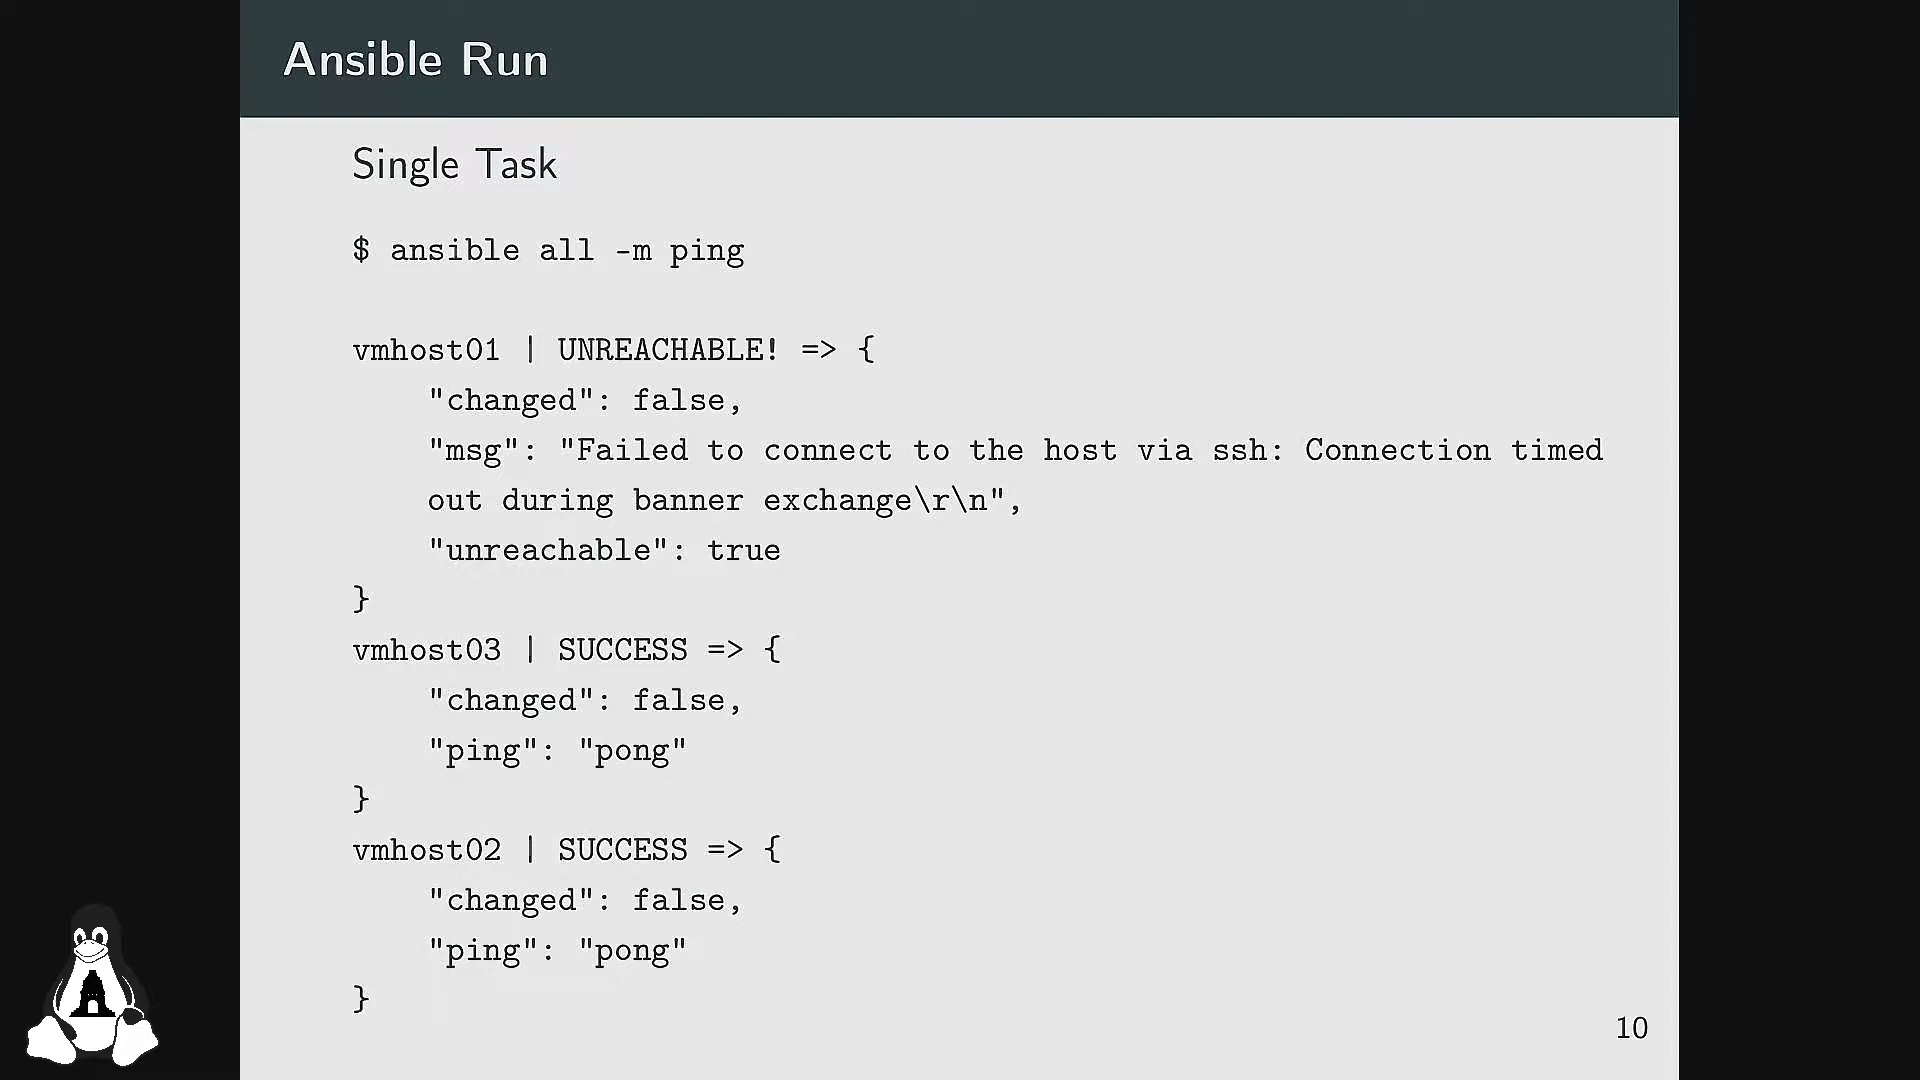 Ansible Run
Single Task
$ ansible all -m ping
vmhost01 | UNREACHABLE! => {
"changed": false,
"msg": "Failed to connect to the host via ssh: Connection timed
out during banner exchange\r\n",
"unreachable": true
}
vmhost03 | SUCCESS => {
"changed": false,
"ping": "pong"
}
vmhost02 | SUCCESS => {
"changed": false,
"ping": "pong"
}
10